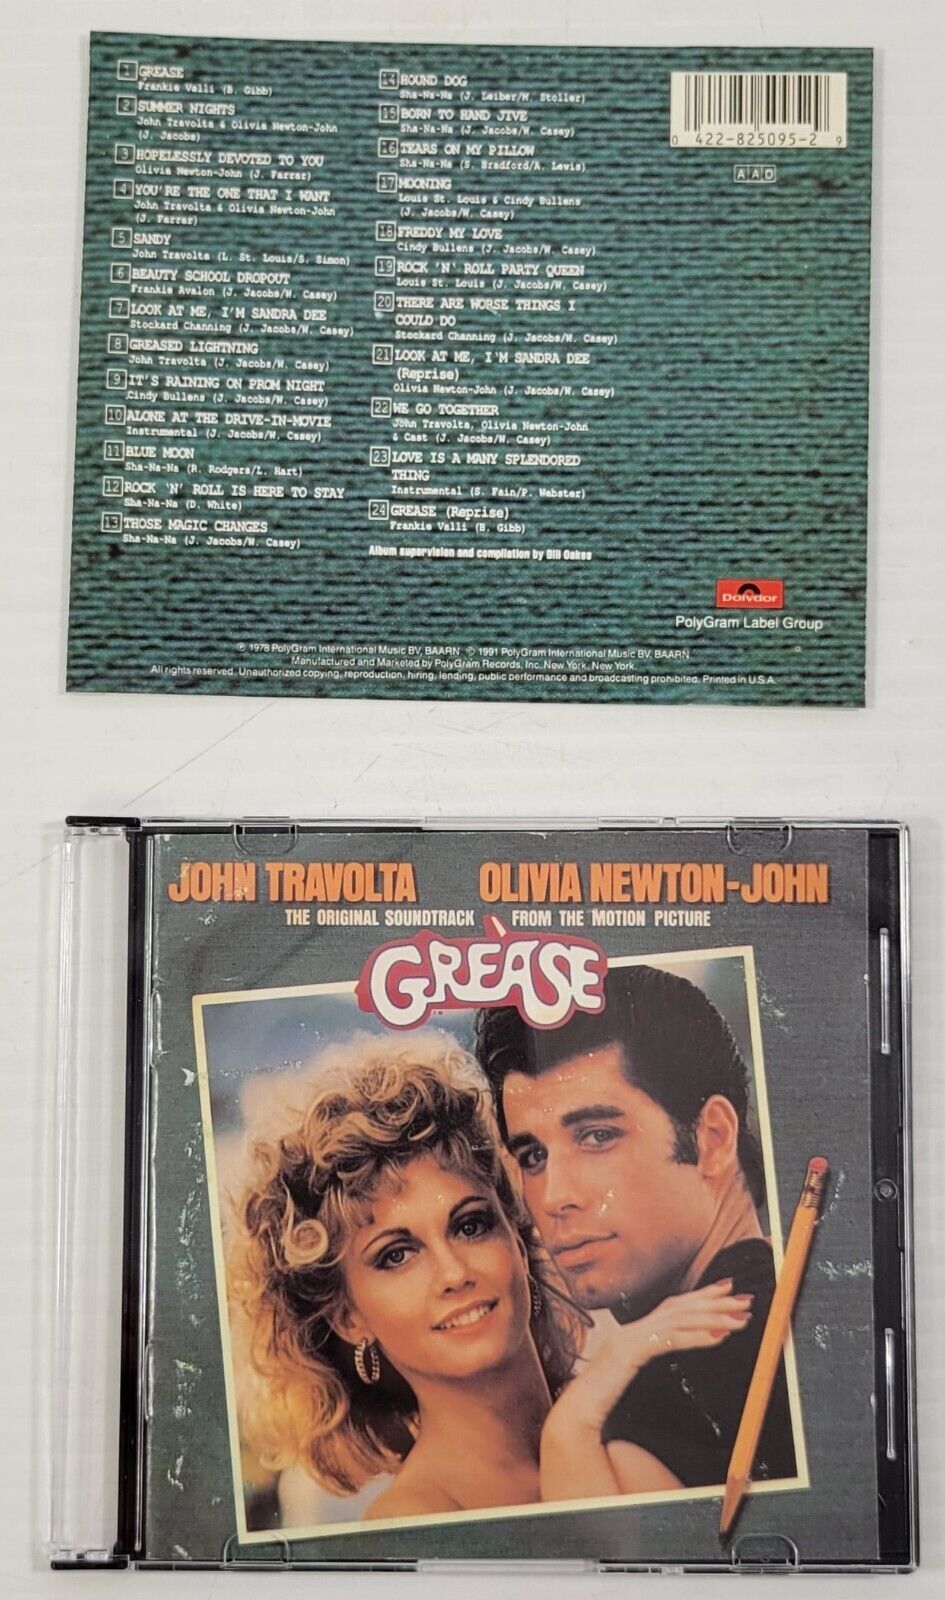 1 GREASE
Frankie Valli (B. Gibb)
2 SUMMER NIGHTS
John Travolta & Olivia Newton-John
(J. Jacobs)
3 HOPELESSLY DEVOTED TO YOU
Olivia Newton-John (J. Farrar)
4 YOU'RE THE ONE THAT I WANT
John Travolta & Olivia Newton-John
(J. Farrar)
5 SANDY
John Travolta (L. St. Louis/S. Simon)
6 BEAUTY SCHOOL DROPOUT
Frankie Avalon (J. Jacobs/W. Casey)
7 LOOK AT ME, I'M SANDRA DEE
Stockard Channing (J. Jacobs/W. Casey)
8 GREASED LIGHTNING
John Travolta (J. Jacobs/W. Casey)
9 IT'S RAINING ON PROM NIGHT
Cindy Bullens (J. Jacobs/W. Casey)
10 ALONE AT THE DRIVE-IN-MOVIE
Instrumental (J. Jacobs/W. Casey)
11 BLUE MOON
Sha-Na-Na (R. Rodgers/L. Hart)
12 ROCK 'N' ROLL IS HERE TO STAY
Sha-Na-Na (D. White)
13 THOSE MAGIC CHANGES
Sha-Na-Na (J. Jacobs/W. Casey)
14 HOUND DOG
Sha-Na-Na (J. Leiber/M. Stoller)
15 BORN TO HAND JIVE
Sha-Na-Na (J. Jacobs/W. Casey)
16 TEARS ON MY PILLOW
Sha-Na-Na (S. Bradford/A. Lewis)
17 MOONING
Louis St. Louis & Cindy Bullens
(J. Jacobs/W. Casey)
18 FREDDY MY LOVE
Cindy Bullens (J. Jacobs/W. Casey)
19 ROCK 'N' ROLL PARTY QUEEN
Louis St. Louis (J. Jacobs/W. Casey)
20 THERE ARE WORSE THINGS I
COULD DO
Stockard Channing (J. Jacobs/W. Casey)
21 LOOK AT ME, I'M SANDRA DEE
(Reprise)
Olivia Newton-John (J. Jacobs/W. Casey)
22 WE GO TOGETHER
John Travolta, Olivia Newton-John
& Cast (J. Jacobs/W. Casey)
23 LOVE IS A MANY SPLENDORED
THING
Instrumental (S. Fain/P. Webster)
24 GREASE (Reprise)
Frankie Valli (B. Gibb)
Album supervision and compilation by Bill Oakes
0 422-825095-2 9
AAD
Polydor
PolyGram Label Group
℗ 1978 PolyGram International Music BV, BAARN. © 1991 PolyGram International Music BV, BAARN.
Manufactured and Marketed by PolyGram Records, Inc. New York, New York.
All rights reserved. Unauthorized copying, reproduction, hiring, lending, public performance and broadcasting prohibited. Printed in U.S.A.
JOHN TRAVOLTA OLIVIA NEWTON-JOHN
THE ORIGINAL SOUNDTRACK FROM THE MOTION PICTURE
GREASE
™